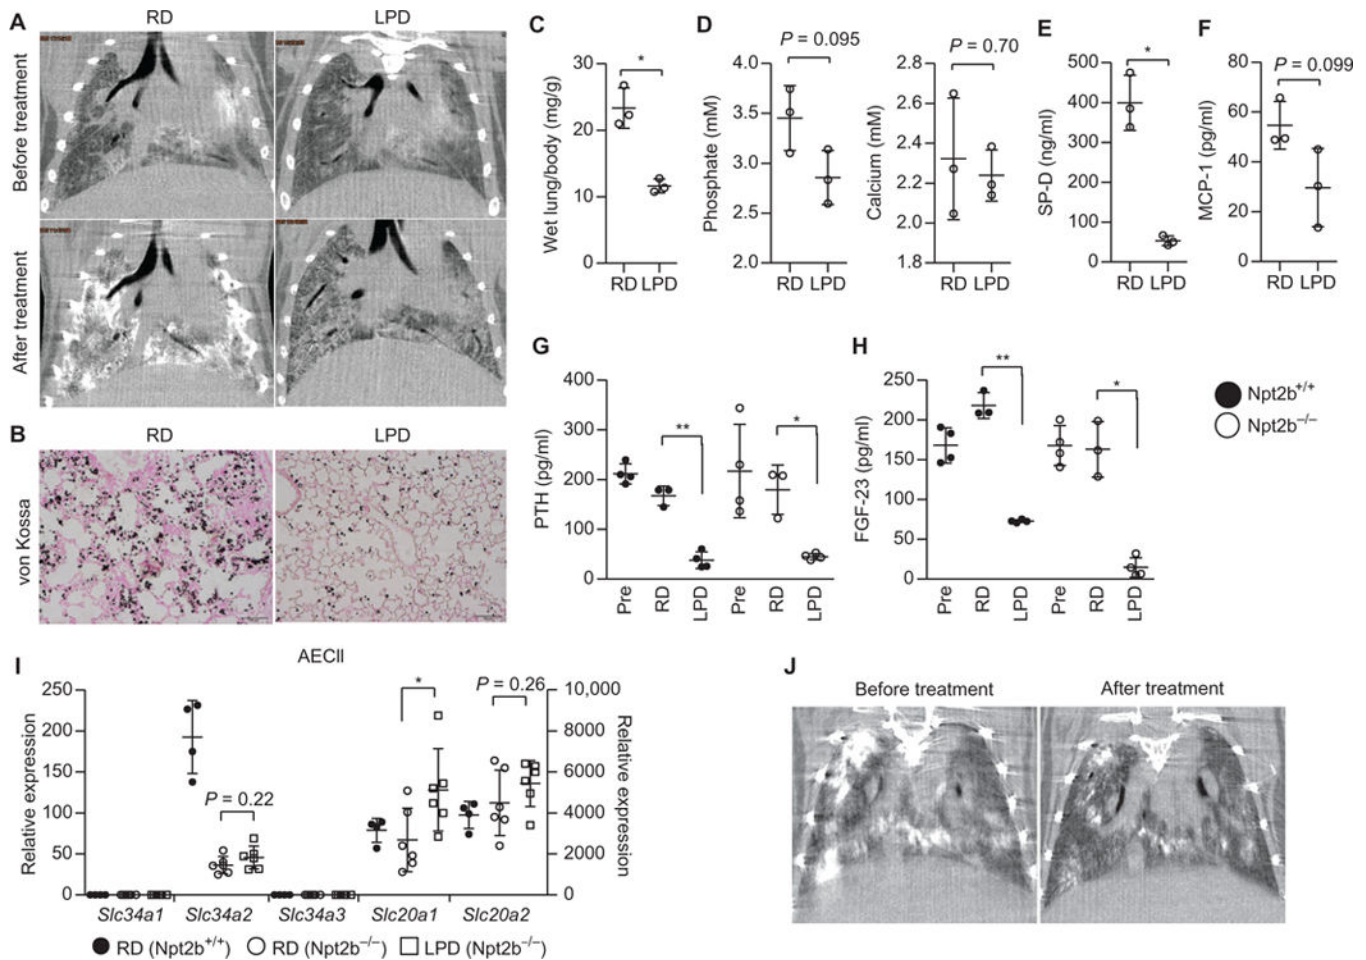 A
RD
LPD
Before treatment
After treatment
B
RD
LPD
von Kossa
C
Wet lung/body (mg/g)
30
20
10
0
*
RD LPD
D
P = 0.095
Phosphate (mM)
4.0
3.5
3.0
2.5
2.0
RD LPD
P = 0.70
Calcium (mM)
2.8
2.6
2.4
2.2
2.0
1.8
RD LPD
E
*
SP-D (ng/ml)
500
400
300
200
100
50
0
RD LPD
F
P = 0.099
MCP-1 (pg/ml)
80
60
40
20
0
RD LPD
G
PTH (pg/ml)
400
300
200
100
0
**
*
Pre
RD
LPD
Pre
RD
LPD
H
FGF-23 (pg/ml)
250
200
150
100
50
0
**
*
Pre
RD
LPD
Pre
RD
LPD
Npt2b+/+
Npt2b−/−
I
AECII
Relative expression
250
200
150
100
50
0
P = 0.22
*
P = 0.26
10,000
8000
6000
4000
2000
0
Relative expression
Slc34a1 Slc34a2 Slc34a3 Slc20a1 Slc20a2
RD (Npt2b+/+) RD (Npt2b−/−) LPD (Npt2b−/−)
J
Before treatment
After treatment